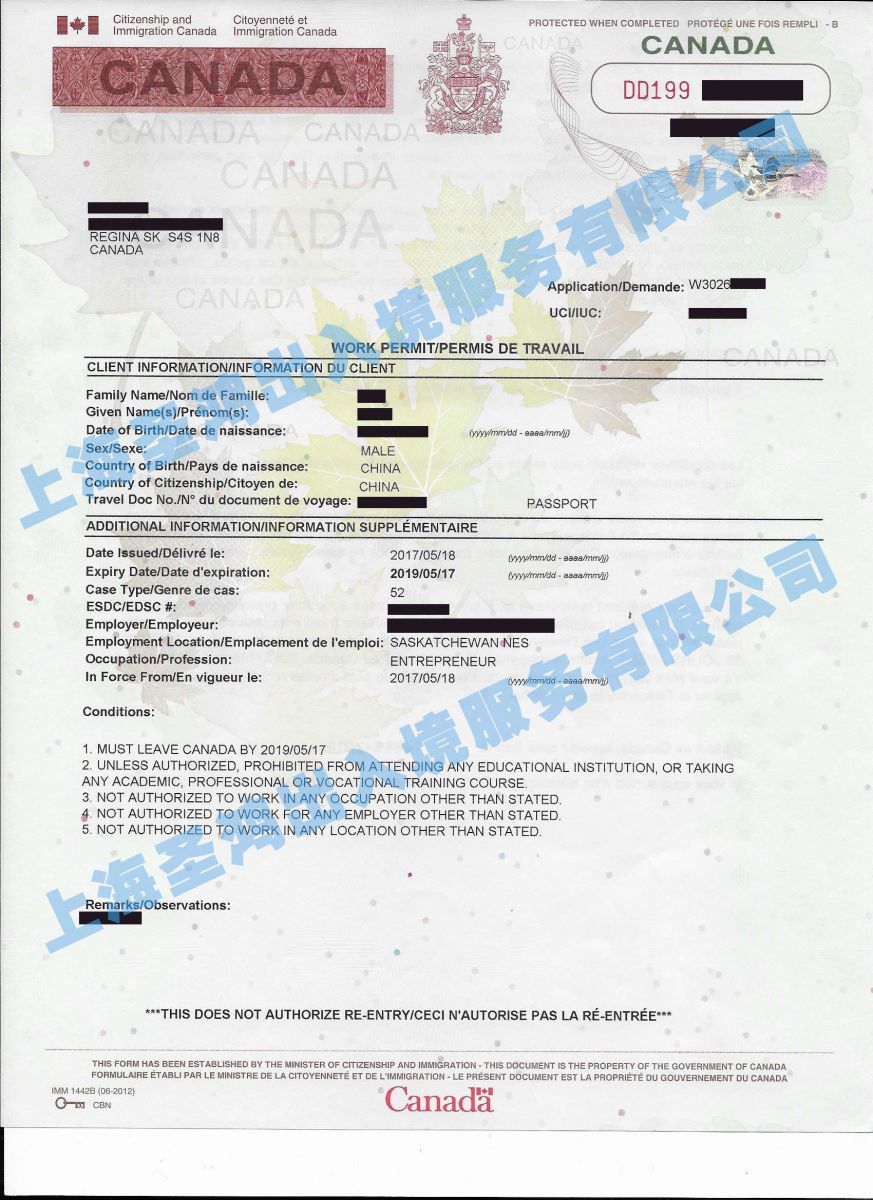 Citizenship and Immigration Canada
Citoyenneté et Immigration Canada
PROTECTED WHEN COMPLETED PROTÉGÉ UNE FOIS REMPLI - B
CANADA
CANADA
DD199
REGINA SK S4S 1N8
CANADA
Application/Demande: W3026
UCI/IUC:
WORK PERMIT/PERMIS DE TRAVAIL
CLIENT INFORMATION/INFORMATION DU CLIENT
Family Name/Nom de Famille:
Given Name(s)/Prénom(s):
Date of Birth/Date de naissance: (yyyy/mm/dd - aaaa/mm/jj)
Sex/Sexe: MALE
Country of Birth/Pays de naissance: CHINA
Country of Citizenship/Citoyen de: CHINA
Travel Doc No./N° du document de voyage: PASSPORT
ADDITIONAL INFORMATION/INFORMATION SUPPLÉMENTAIRE
Date Issued/Délivré le: 2017/05/18 (yyyy/mm/dd - aaaa/mm/jj)
Expiry Date/Date d'expiration: 2019/05/17 (yyyy/mm/dd - aaaa/mm/jj)
Case Type/Genre de cas: 52
ESDC/EDSC #:
Employer/Employeur:
Employment Location/Emplacement de l'emploi: SASKATCHEWAN NES
Occupation/Profession: ENTREPRENEUR
In Force From/En vigueur le: 2017/05/18 (yyyy/mm/dd - aaaa/mm/jj)
Conditions:
1. MUST LEAVE CANADA BY 2019/05/17
2. UNLESS AUTHORIZED, PROHIBITED FROM ATTENDING ANY EDUCATIONAL INSTITUTION, OR TAKING
ANY ACADEMIC, PROFESSIONAL OR VOCATIONAL TRAINING COURSE.
3. NOT AUTHORIZED TO WORK IN ANY OCCUPATION OTHER THAN STATED.
4. NOT AUTHORIZED TO WORK FOR ANY EMPLOYER OTHER THAN STATED.
5. NOT AUTHORIZED TO WORK IN ANY LOCATION OTHER THAN STATED.
Remarks/Observations:
***THIS DOES NOT AUTHORIZE RE-ENTRY/CECI N'AUTORISE PAS LA RÉ-ENTRÉE***
THIS FORM HAS BEEN ESTABLISHED BY THE MINISTER OF CITIZENSHIP AND IMMIGRATION - THIS DOCUMENT IS THE PROPERTY OF THE GOVERNMENT OF CANADA
FORMULAIRE ÉTABLI PAR LE MINISTRE DE LA CITOYENNETÉ ET DE L'IMMIGRATION - LE PRÉSENT DOCUMENT EST LA PROPRIÉTÉ DU GOUVERNEMENT DU CANADA
IMM 1442B (06-2012)
CBN
Canada
上海圣鸿出入境服务有限公司
上海圣鸿出入境服务有限公司